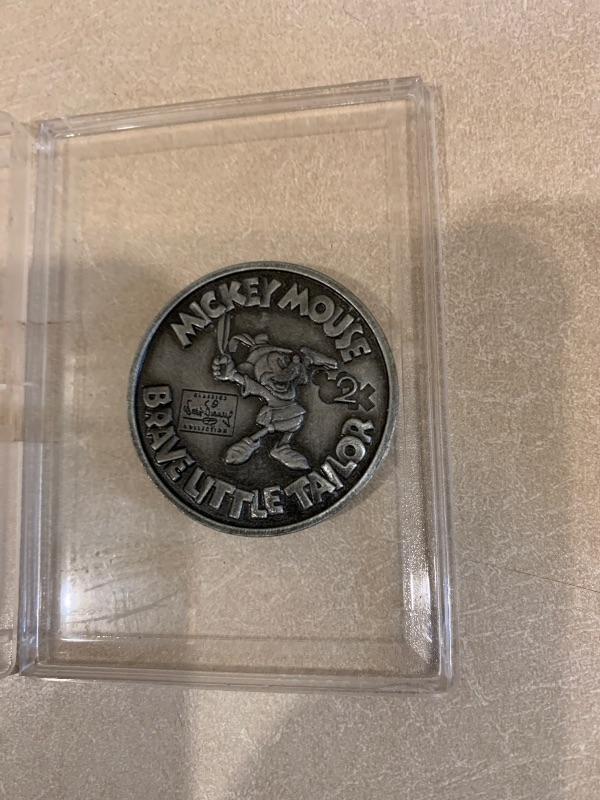 MICKEY MOUSE
2
CLASSICS
Walt Disney
COLLECTION
BRAVE LITTLE TAILOR